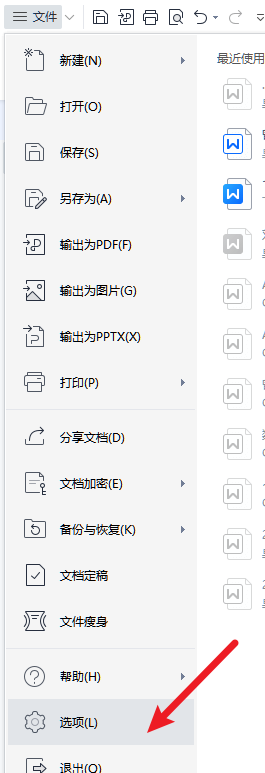 文件
最近使用
新建(N)
打开(O)
保存(S)
另存为(A)
输出为PDF(F)
输出为图片(G)
输出为PPTX(X)
打印(P)
分享文档(D)
文档加密(E)
备份与恢复(K)
文档定稿
文件瘦身
帮助(H)
选项(L)
退出(Q)